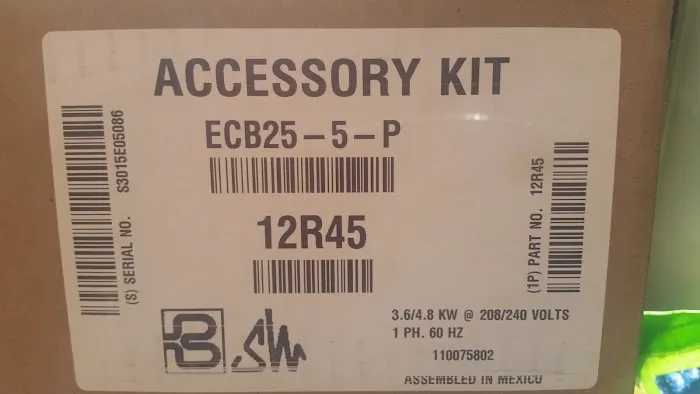 ACCESSORY KIT
ECB25-5-P
12R45
(S) SERIAL NO. S3015E05086
(1P) PART NO. 12R45
3.6/4.8 KW @ 208/240 VOLTS
1 PH. 60 HZ
110075802
ASSEMBLED IN MEXICO